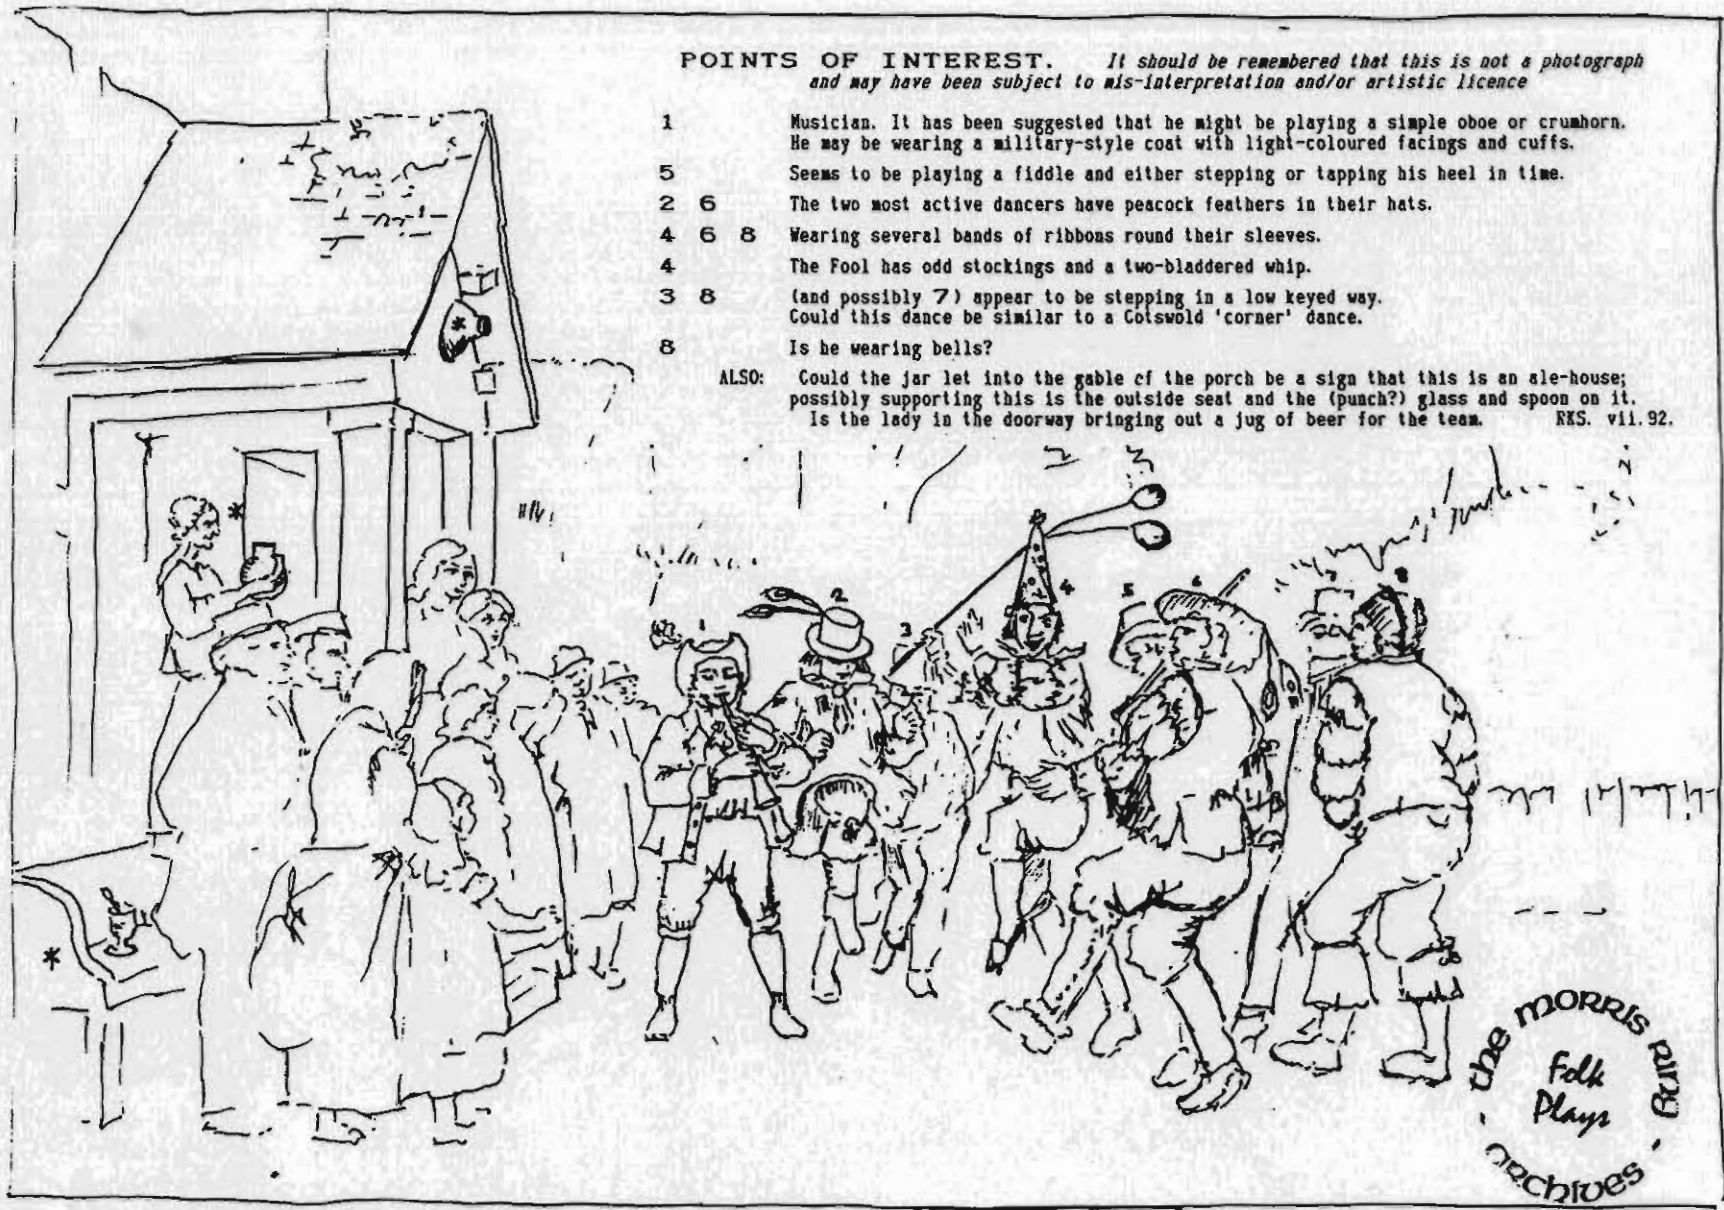 POINTS OF INTEREST. It should be remembered that this is not a photograph
and may have been subject to mis-interpretation and/or artistic licence
1 Musician. It has been suggested that he might be playing a simple oboe or crumhorn.
He may be wearing a military-style coat with light-coloured facings and cuffs.
5 Seems to be playing a fiddle and either stepping or tapping his heel in time.
2 6 The two most active dancers have peacock feathers in their hats.
4 6 8 Wearing several bands of ribbons round their sleeves.
4 The Fool has odd stockings and a two-bladdered whip.
3 8 (and possibly 7) appear to be stepping in a low keyed way.
Could this dance be similar to a Cotswold 'corner' dance.
8 Is he wearing bells?
ALSO: Could the jar let into the gable of the porch be a sign that this is an ale-house;
possibly supporting this is the outside seat and the (punch?) glass and spoon on it.
Is the lady in the doorway bringing out a jug of beer for the team. RKS. vii.92.
*
*
1
2
3
4
5
6
7
8
*
the MORRIS RING
Folk
Plays
ARCHIVES